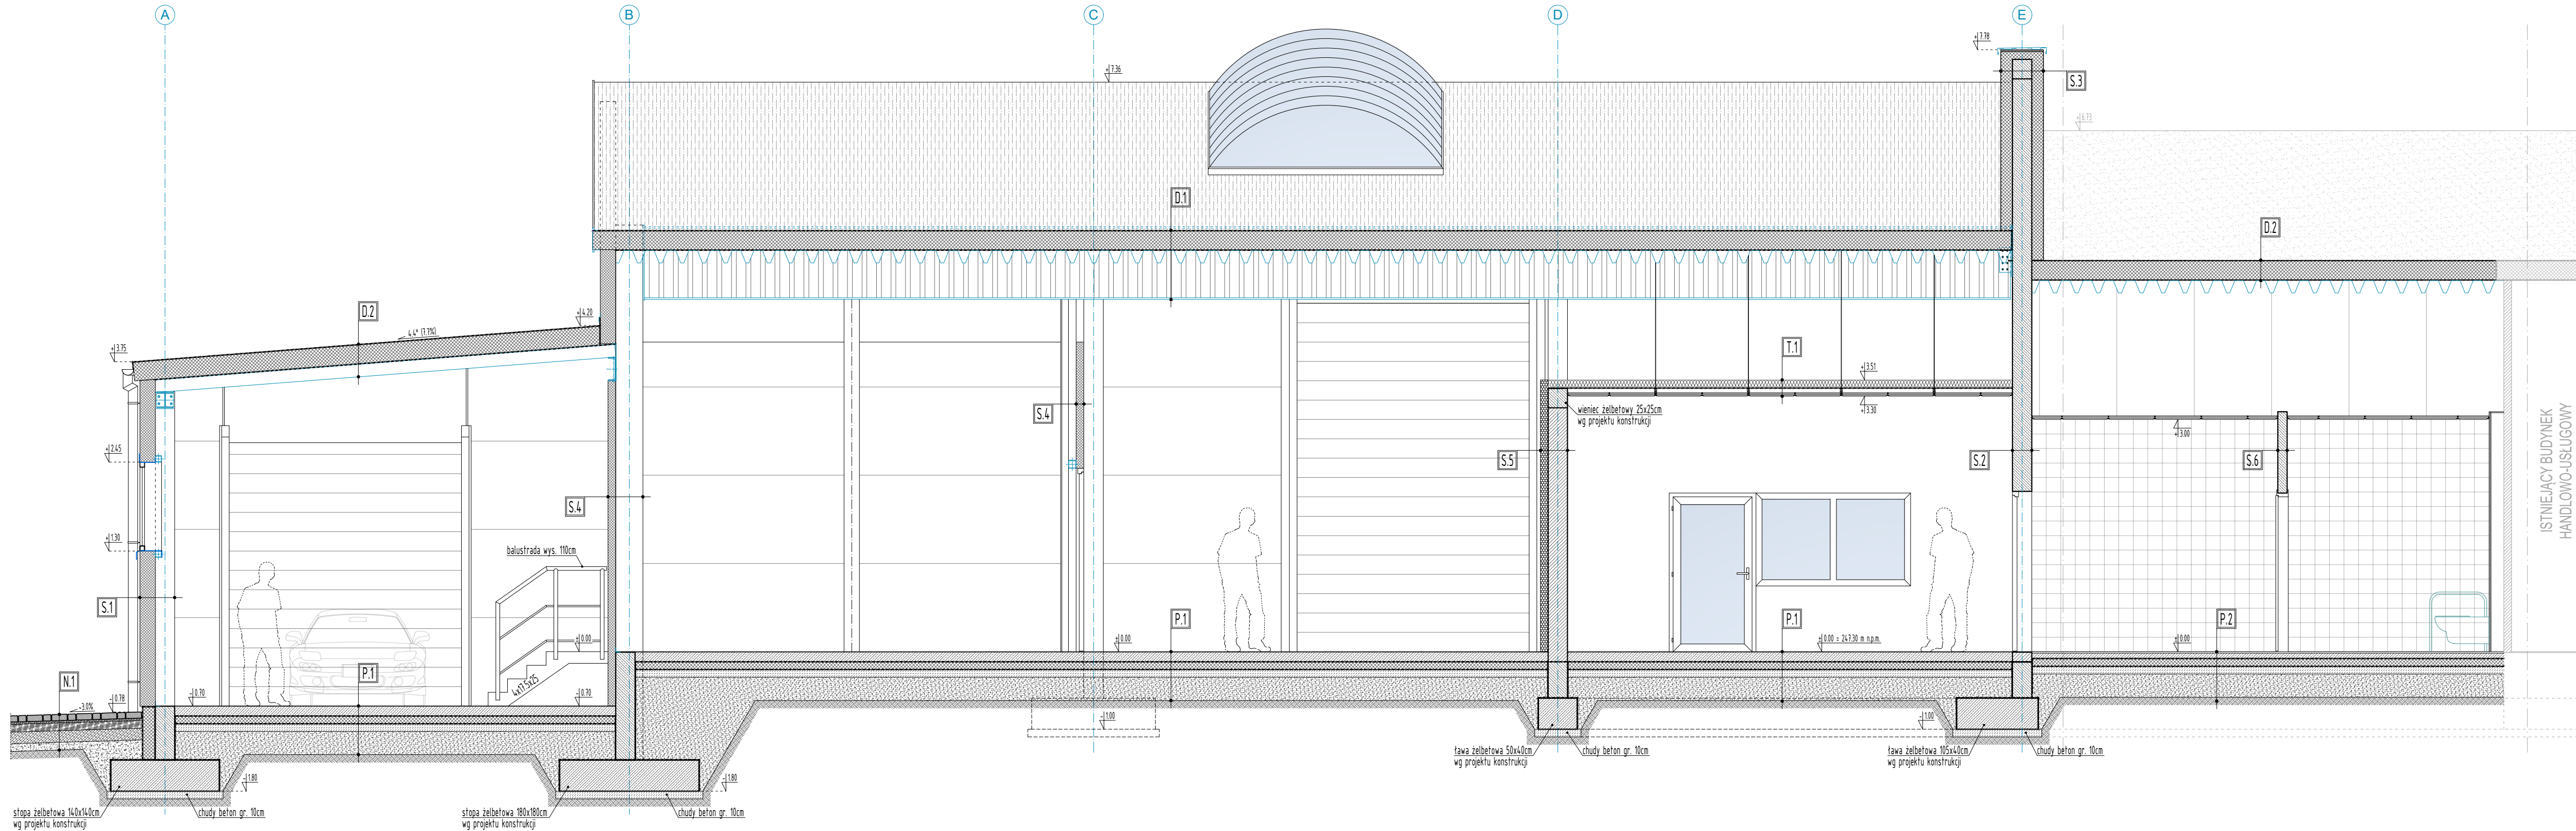 A
B
C
D
E
+7.78
S.3
+7.36
+6.73
D.1
D.2
D.2
4.4° (7.7%)
+4.20
+3.75
T.1
+3.51
+3.30
wieniec żelbetowy 25x25cm
wg projektu konstrukcji
S.4
+3.00
ISTNIEJĄCY BUDYNEK
HANDLOWO-USŁUGOWY
+2.45
S.5
S.2
S.6
S.4
+1.30
balustrada wys. 110cm
S.1
±0.00
±0.00
P.1
P.1
±0.00 = 247.30 m n.p.m.
±0.00
P.2
N.1
P.1
4x17.5x25
-0.70
-0.70
-3.0%
-0.78
-1.00
-1.00
ława żelbetowa 50x40cm
wg projektu konstrukcji
chudy beton gr. 10cm
ława żelbetowa 105x40cm
wg projektu konstrukcji
chudy beton gr. 10cm
-1.80
-1.80
stopa żelbetowa 140x140cm
wg projektu konstrukcji
chudy beton gr. 10cm
stopa żelbetowa 180x180cm
wg projektu konstrukcji
chudy beton gr. 10cm